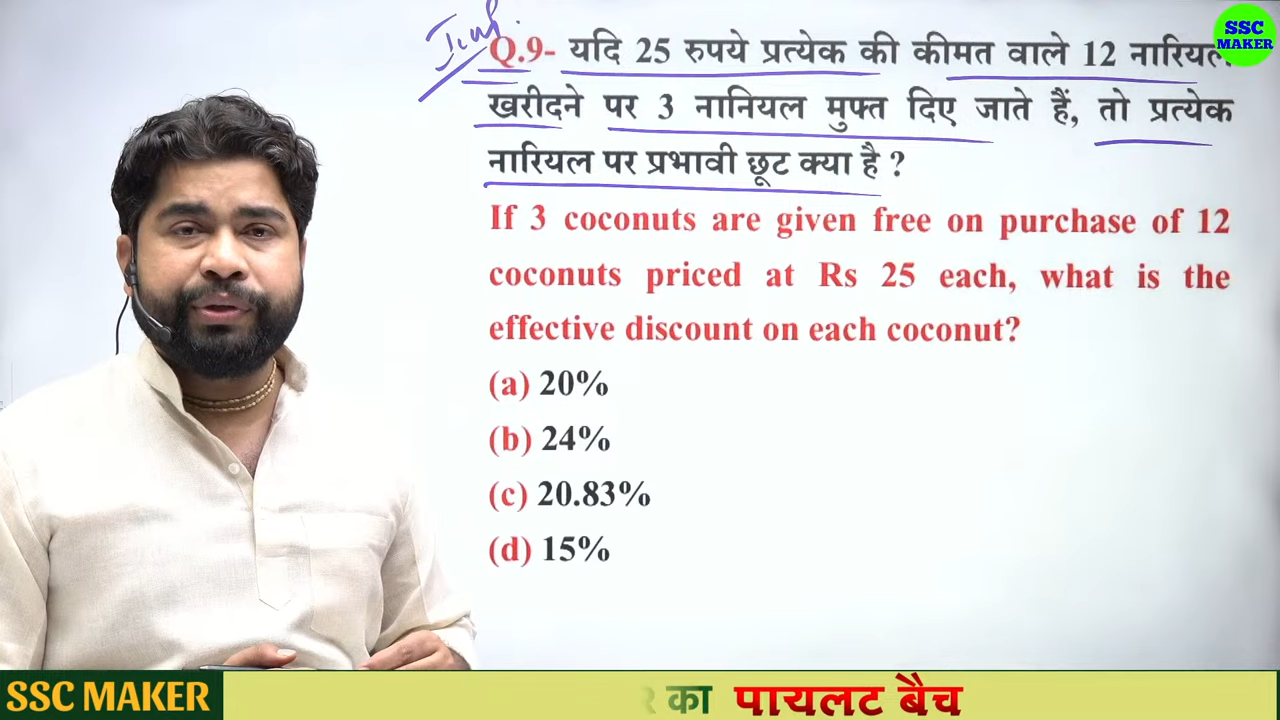 SSC
MAKER
Q.9- यदि 25 रुपये प्रत्येक की कीमत वाले 12 नारियल
खरीदने पर 3 नानियल मुफ्त दिए जाते हैं, तो प्रत्येक
नारियल पर प्रभावी छूट क्या है ?
If 3 coconuts are given free on purchase of 12
coconuts priced at Rs 25 each, what is the
effective discount on each coconut?
(a) 20%
(b) 24%
(c) 20.83%
(d) 15%
SSC MAKER
का पायलट बैच